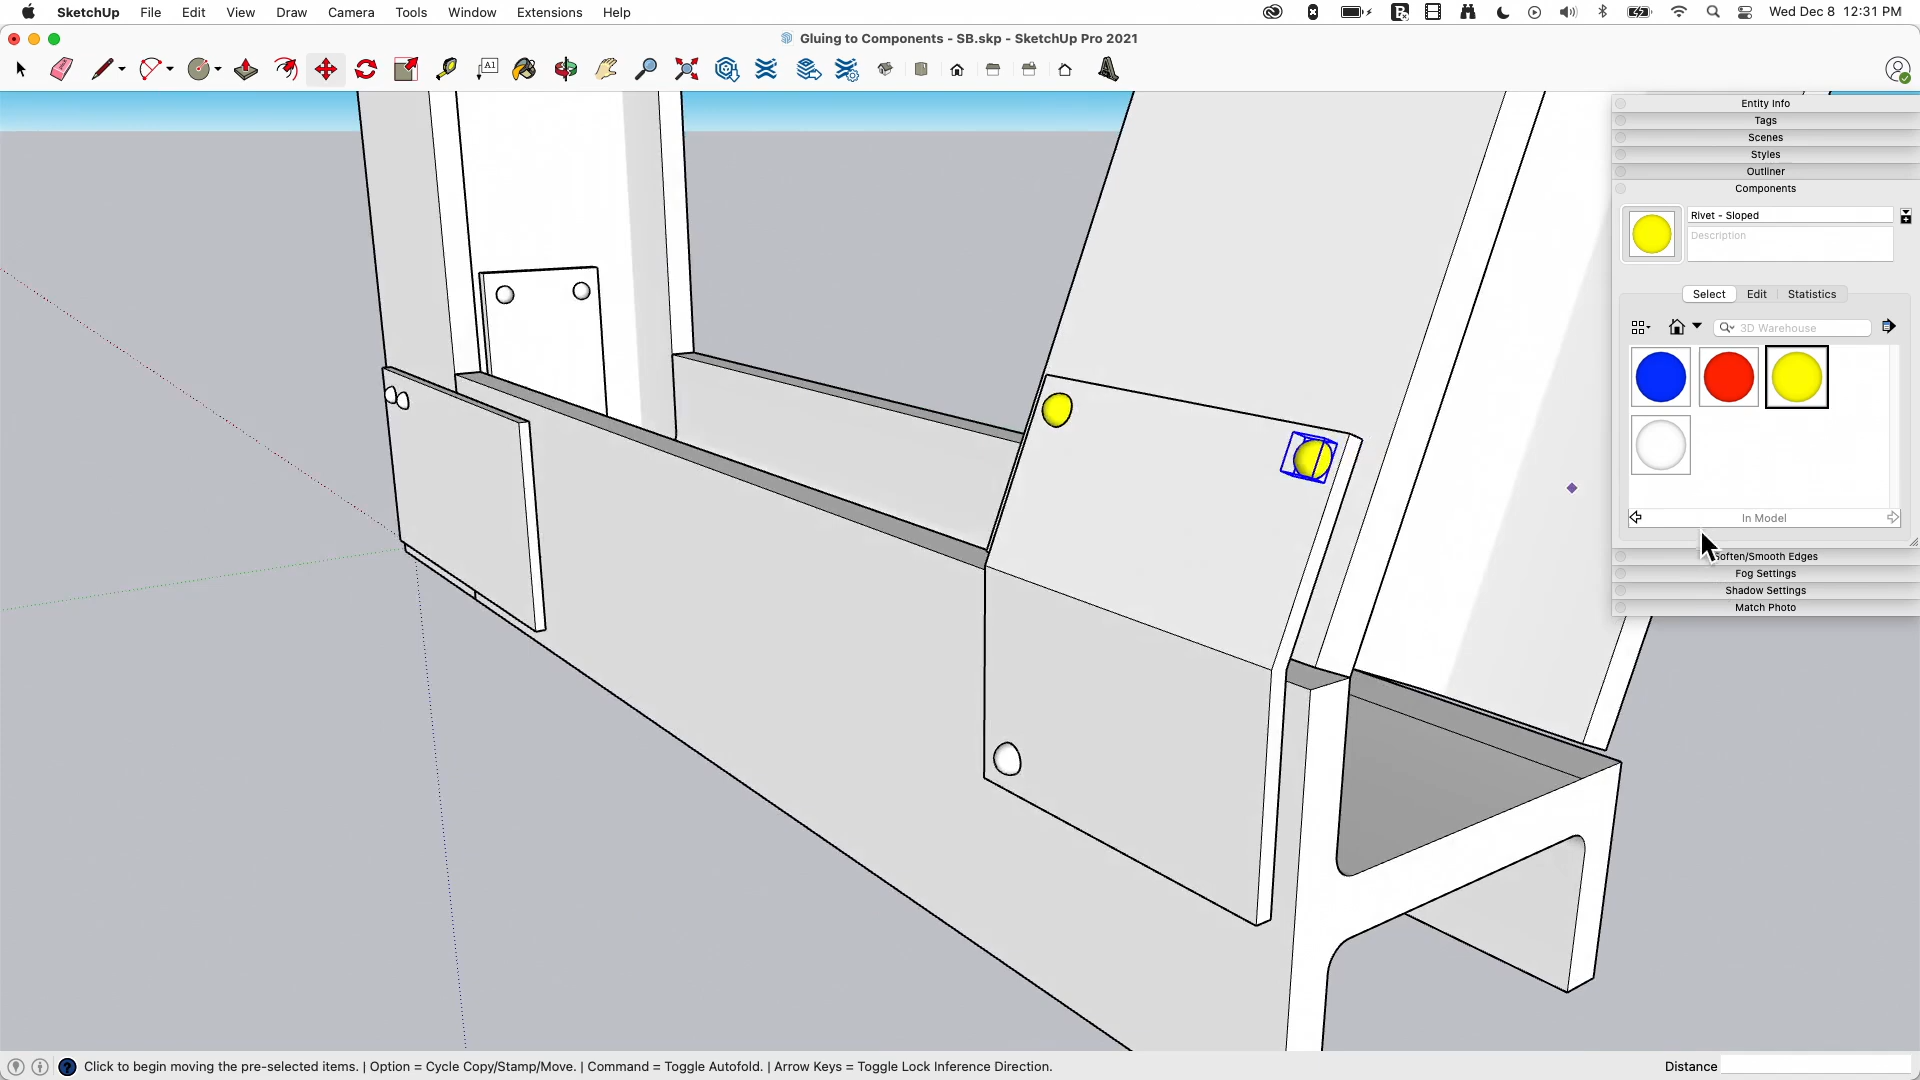 SketchUp File Edit View Draw Camera Tools Window Extensions Help Wed Dec 8 12:31 PM
Gluing to Components - SB.skp - SketchUp Pro 2021
A1
Entity Info
Tags
Scenes
Styles
Outliner
Components
Rivet - Sloped
Description
Select Edit Statistics
3D Warehouse
In Model
Soften/Smooth Edges
Fog Settings
Shadow Settings
Match Photo
Click to begin moving the pre-selected items. | Option = Cycle Copy/Stamp/Move. | Command = Toggle Autofold. | Arrow Keys = Toggle Lock Inference Direction. Distance